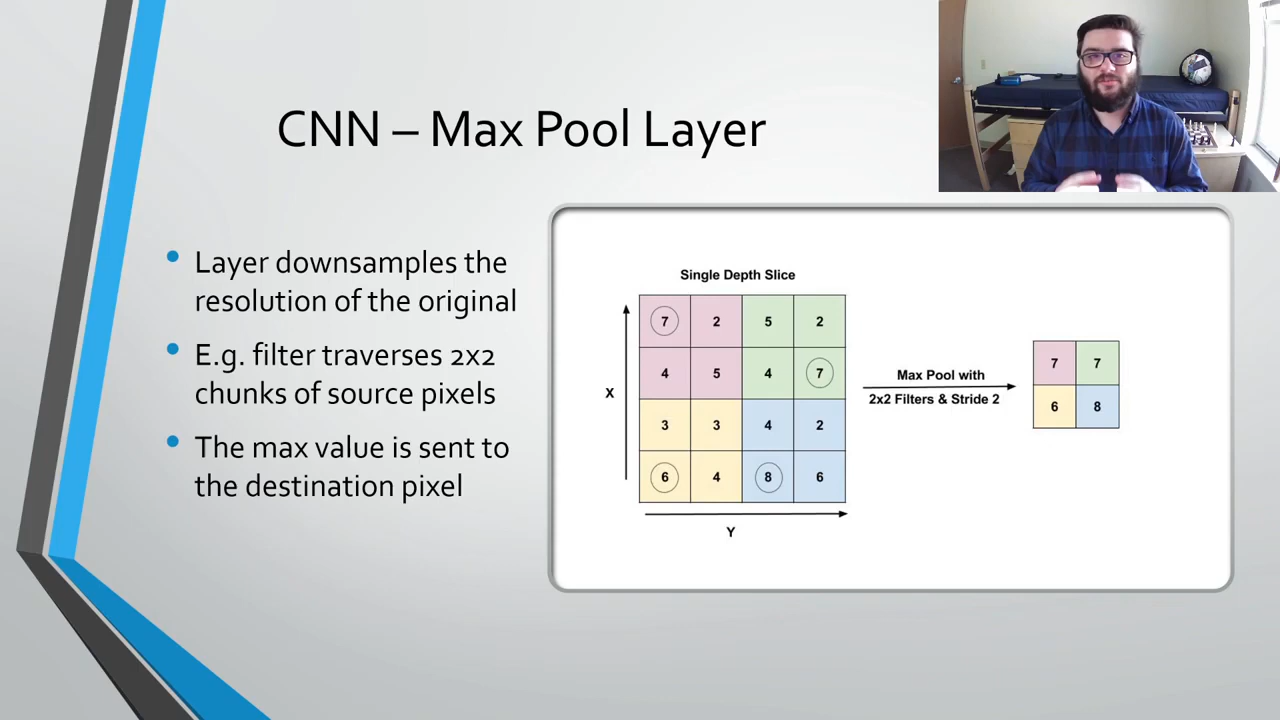 CNN – Max Pool Layer
Layer downsamples the
resolution of the original
E.g. filter traverses 2x2
chunks of source pixels
The max value is sent to
the destination pixel
Single Depth Slice
X
7 2 5 2
4 5 4 7
3 3 4 2
6 4 8 6
Y
Max Pool with
2x2 Filters & Stride 2
7 7
6 8